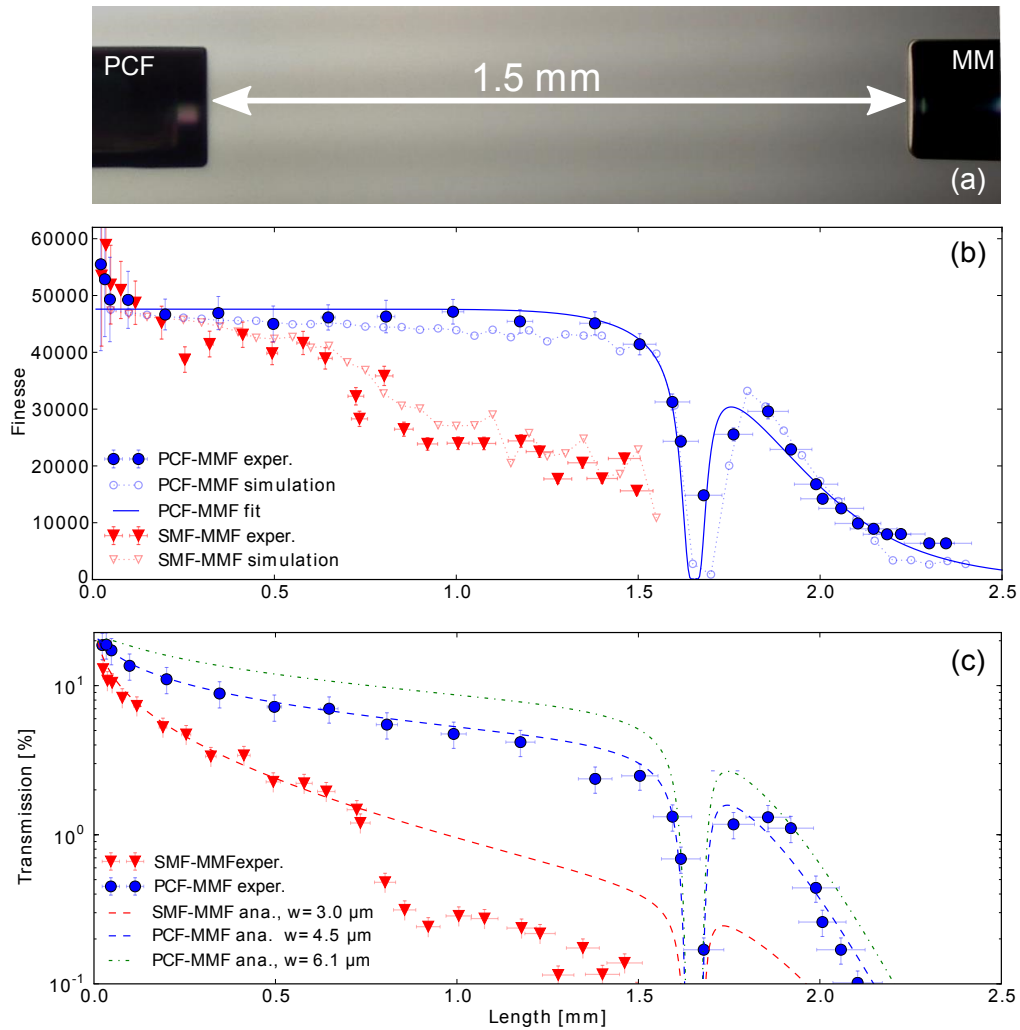 PCF
MM
1.5 mm
(a)
(b)
60000
50000
40000
30000
20000
10000
0
Finesse
PCF-MMF exper.
PCF-MMF simulation
PCF-MMF fit
SMF-MMF exper.
SMF-MMF simulation
0.0 0.5 1.0 1.5 2.0 2.5
(c)
10¹
10⁰
10⁻¹
Transmission [%]
SMF-MMFexper.
PCF-MMF exper.
SMF-MMF ana., w= 3.0 µm
PCF-MMF ana. w= 4.5 µm
PCF-MMF ana., w= 6.1 µm
0.0 0.5 1.0 1.5 2.0 2.5
Length [mm]